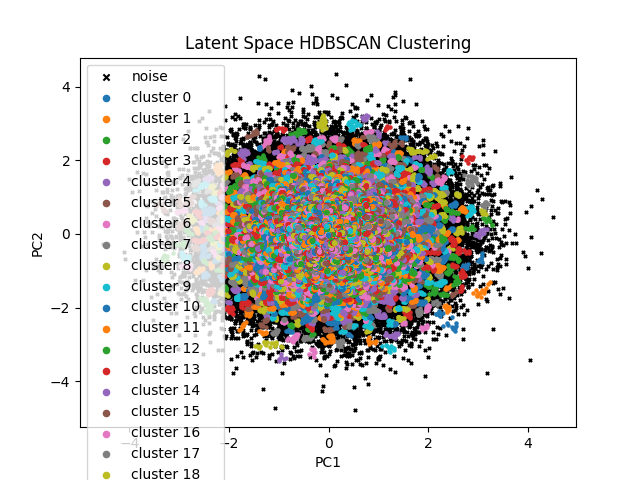 Latent Space HDBSCAN Clustering
noise
cluster 0
cluster 1
cluster 2
cluster 3
cluster 4
cluster 5
cluster 6
cluster 7
cluster 8
cluster 9
cluster 10
cluster 11
cluster 12
cluster 13
cluster 14
cluster 15
cluster 16
cluster 17
cluster 18
4
2
0
−2
−4
PC2
−4
−2
0
2
4
PC1